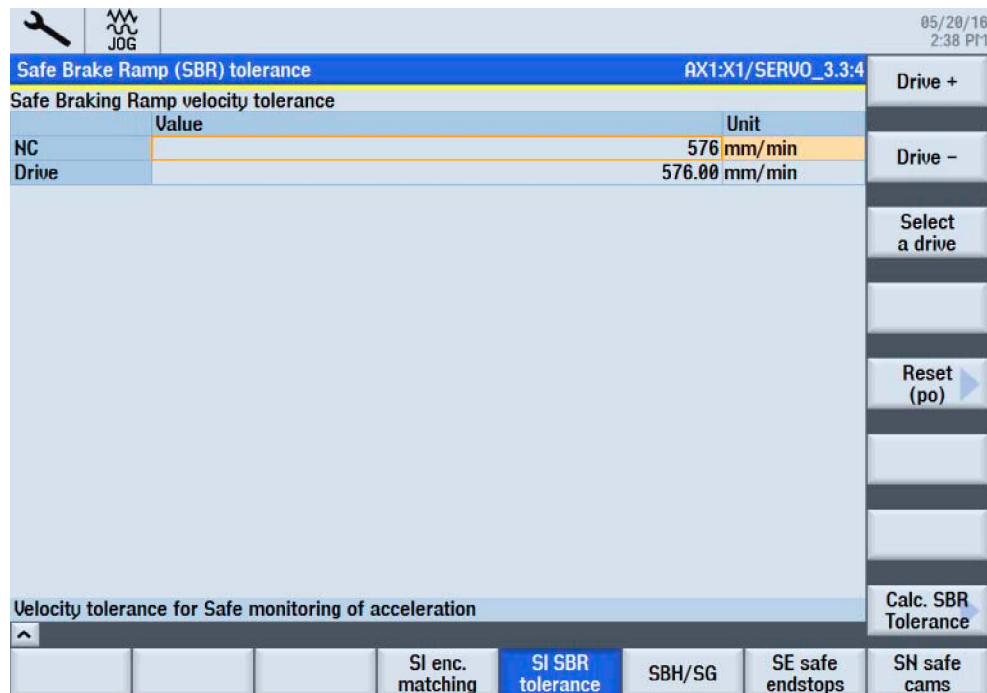 JOG
05/20/16
2:38 PM
Safe Brake Ramp (SBR) tolerance AX1:X1/SERVO_3.3:4
Safe Braking Ramp velocity tolerance
Value Unit
NC 576 mm/min
Drive 576.00 mm/min
Drive +
Drive −
Select
a drive
Reset
(po)
Calc. SBR
Tolerance
Velocity tolerance for Safe monitoring of acceleration
SI enc.
matching
SI SBR
tolerance
SBH/SG
SE safe
endstops
SN safe
cams